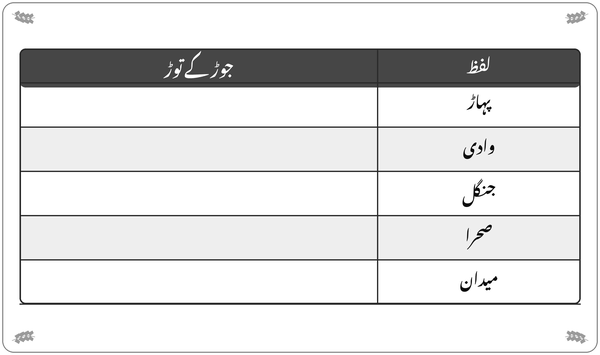 لفظ جوڑ کے توڑ
پہاڑ
وادی
جنگل
صحرا
میدان